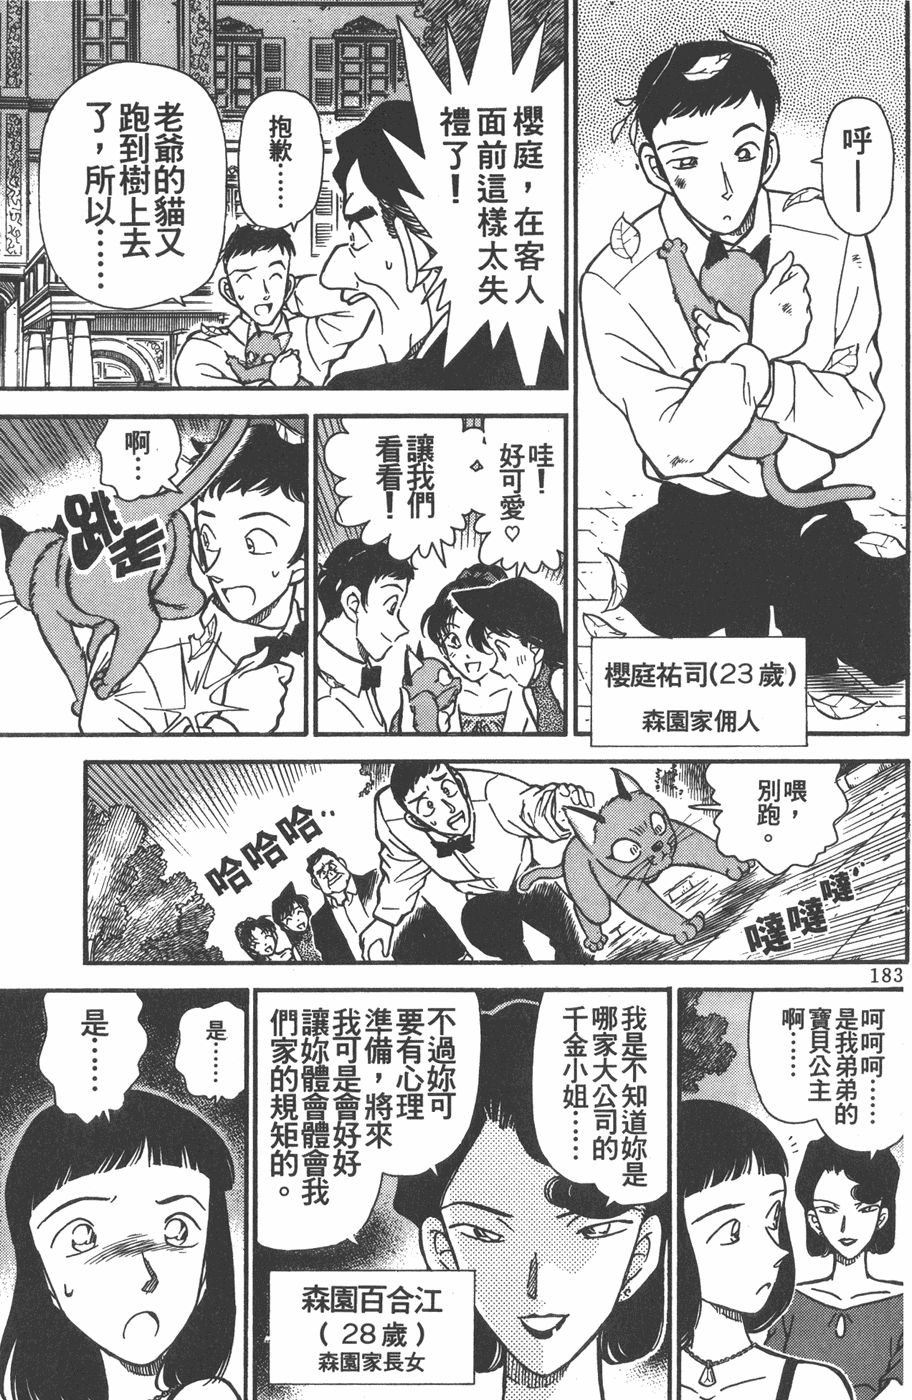 呼—
櫻庭祐司(23歲)
森園家佣人
櫻庭，在客人
面前這樣太失
禮了！
抱歉……
老爺的貓又
跑到樹上去
了，所以……
哇！
好可愛♡
。
讓我們
看看！
啊…
跳走
喂，
別跑。
噠噠噠…
哈哈哈…
183
呵呵呵……
是我弟弟的
寶貝公主
啊……
我是不知道妳是
哪家大公司的
千金小姐……
不過妳可
要有心理
準備，將來
我可是會好好
讓妳體會體會我
們家的規矩的。
森園百合江
(28歲)
森園家長女
是……
是……